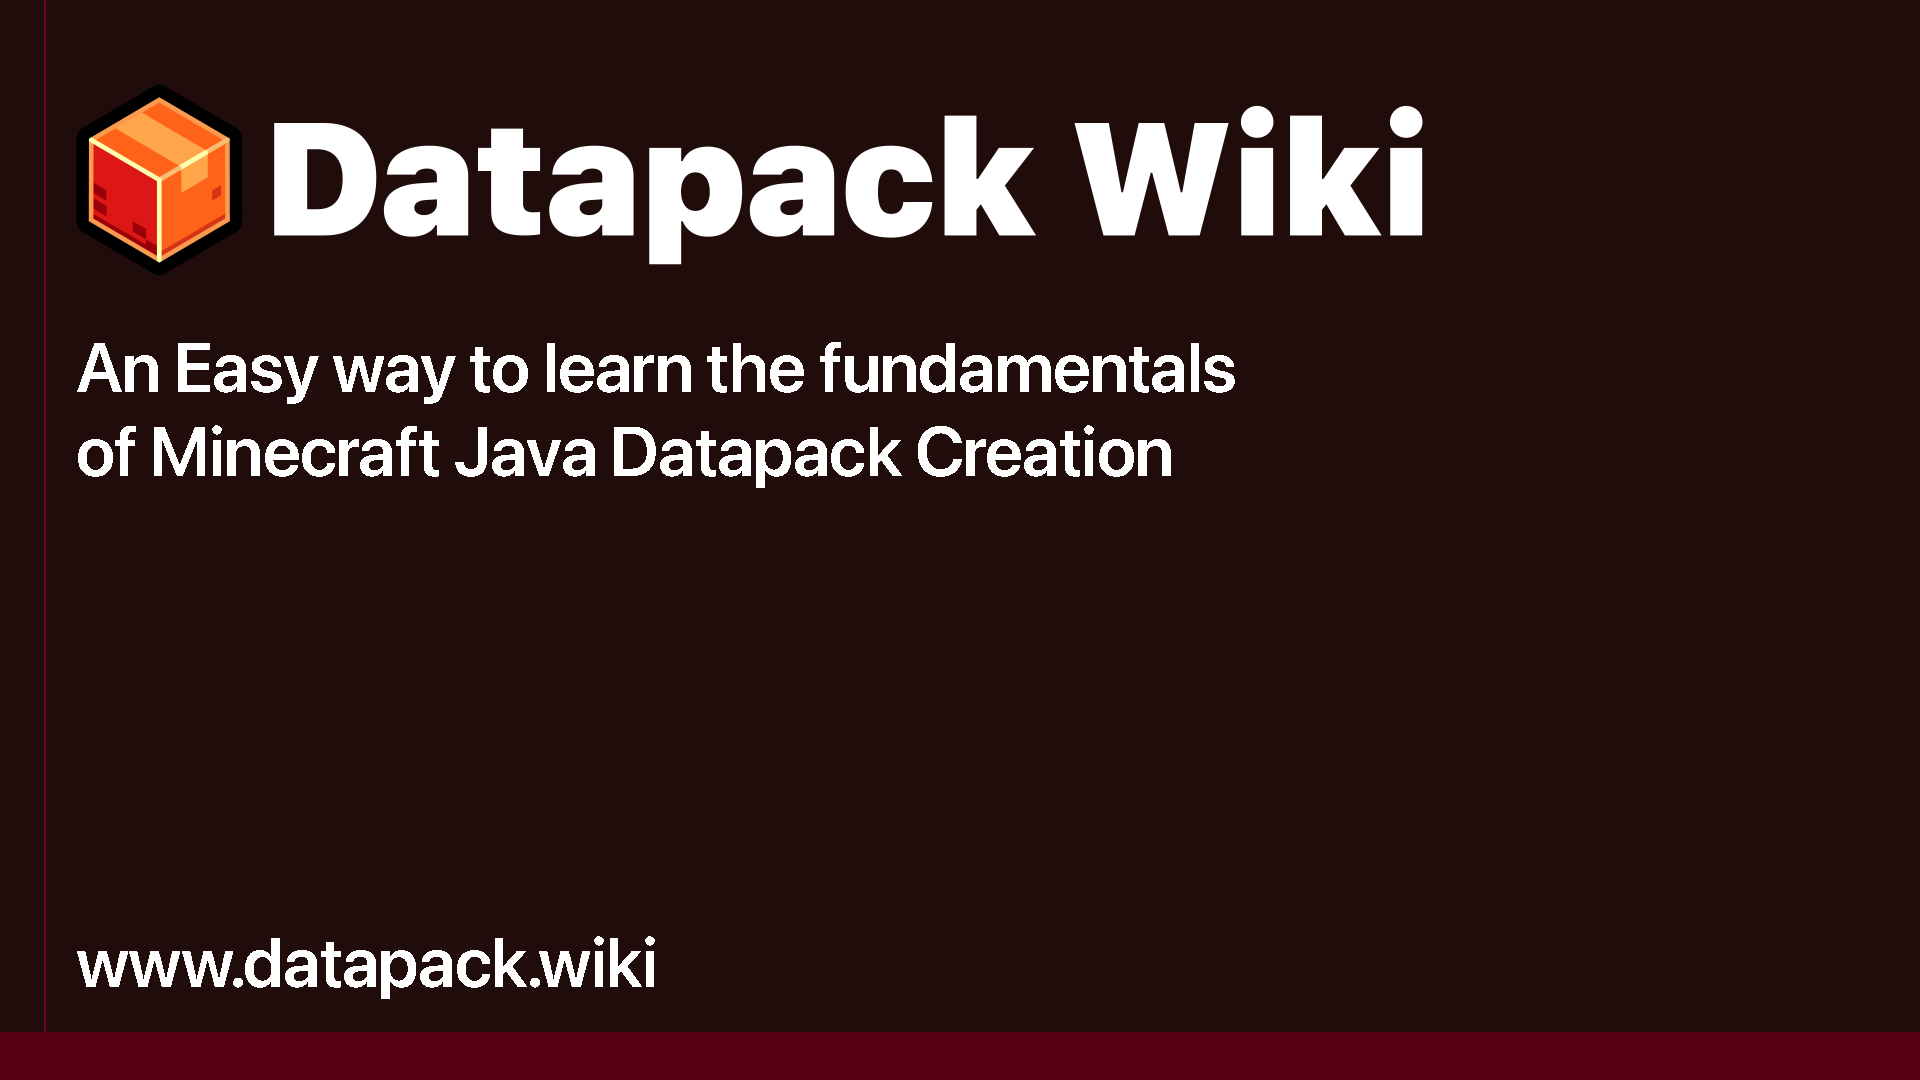 Datapack Wiki
An Easy way to learn the fundamentals
of Minecraft Java Datapack Creation
www.datapack.wiki